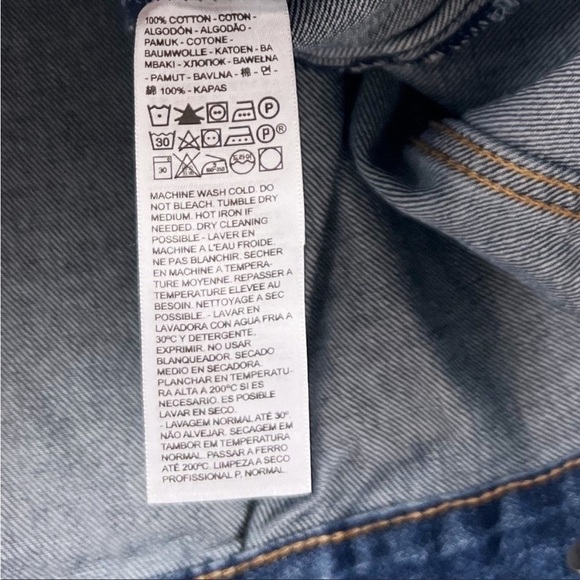 100% COTTON - COTON -
ALGODÓN - ALGODÃO -
PAMUK - COTONE -
BAUMWOLLE - KATOEN - BA
MBAKI - ХЛОПОК - BAWEŁNA
- PAMUT - BAVLNA - 棉 - 면 -
綿 100% - KAPAS
P
30 P®
30 드라이
MACHINE WASH COLD. DO
NOT BLEACH. TUMBLE DRY
MEDIUM. HOT IRON IF
NEEDED. DRY CLEANING
POSSIBLE - LAVER EN
MACHINE A L'EAU FROIDE.
NE PAS BLANCHIR. SECHER
EN MACHINE A TEMPERA-
TURE MOYENNE. REPASSER A
TEMPERATURE ELEVEE AU
BESOIN. NETTOYAGE A SEC
POSSIBLE. - LAVAR EN
LAVADORA CON AGUA FRIA A
30ºC Y DETERGENTE.
EXPRIMIR. NO USAR
BLANQUEADOR. SECADO
MEDIO EN SECADORA.
PLANCHAR EN TEMPERATU-
RA ALTA A 200ºC SI ES
NECESARIO. ES POSIBLE
LAVAR EN SECO.
- LAVAGEM NORMAL ATÉ 30º.
NÃO ALVEJAR. SECAGEM EM
TAMBOR EM TEMPERATURA
NORMAL. PASSAR A FERRO
ATÉ 200ºC. LIMPEZA A SECO
PROFISSIONAL P, NORMAL.